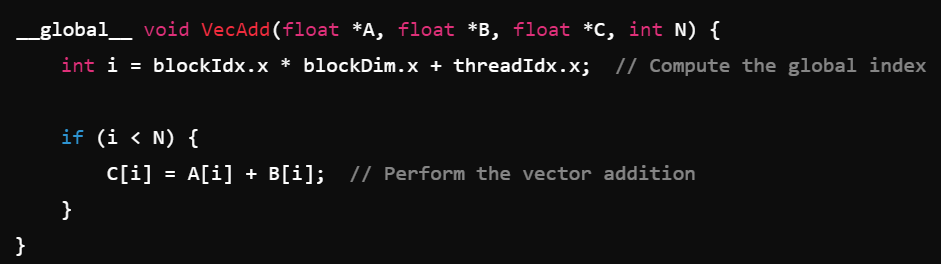 __global__ void VecAdd(float *A, float *B, float *C, int N) {
    int i = blockIdx.x * blockDim.x + threadIdx.x;  // Compute the global index

    if (i < N) {
        C[i] = A[i] + B[i];  // Perform the vector addition
    }
}